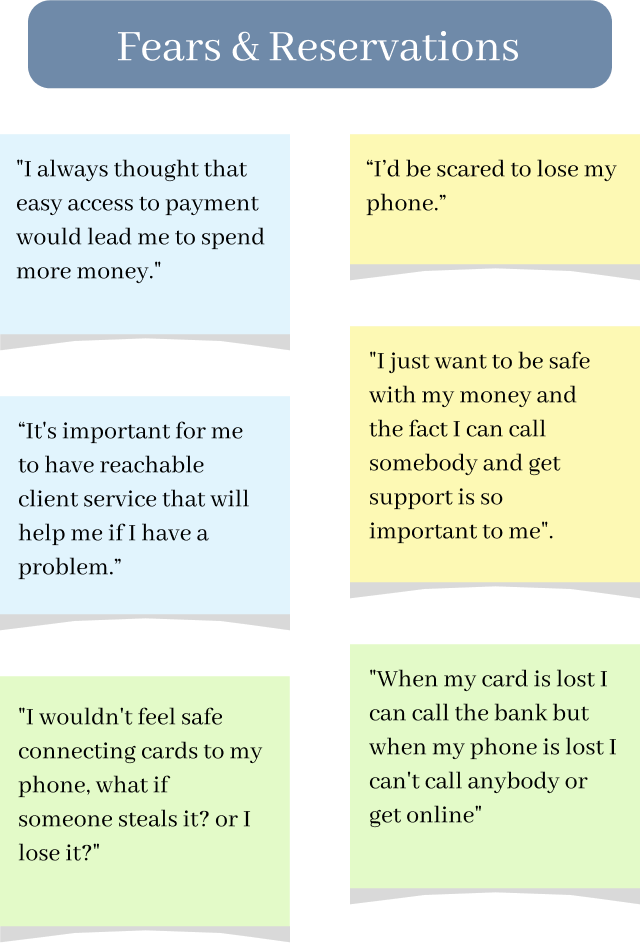 Fears & Reservations
"I always thought that
easy access to payment
would lead me to spend
more money."
“I’d be scared to lose my
phone.”
“It's important for me
to have reachable
client service that will
help me if I have a
problem.”
"I just want to be safe
with my money and
the fact I can call
somebody and get
support is so
important to me".
"I wouldn't feel safe
connecting cards to my
phone, what if
someone steals it? or I
lose it?"
"When my card is lost I
can call the bank but
when my phone is lost I
can't call anybody or
get online"